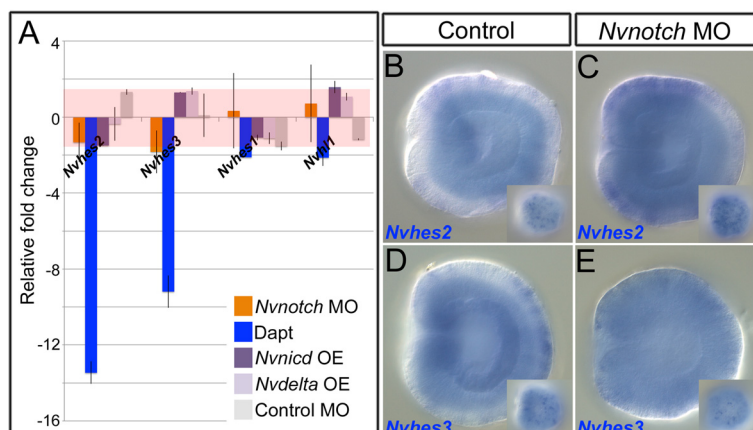 A
Control
Nvnotch MO
4
0
-4
-8
-12
-16
Relative fold change
Nvhes2
Nvhes3
Nvhes1
Nvhl1
Nvnotch MO
Dapt
Nvnicd OE
Nvdelta OE
Control MO
B
Nvhes2
C
Nvhes2
D
Nvhes3
E
Nvhes3